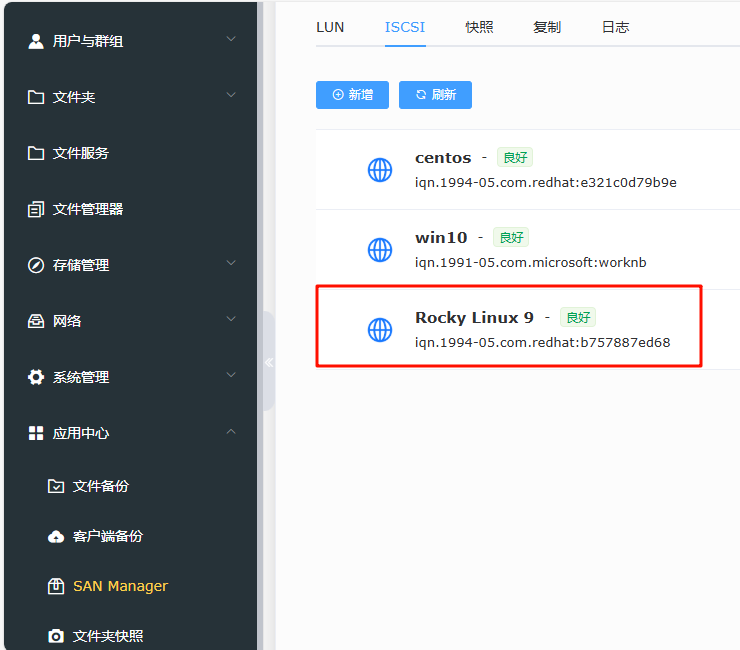 用户与群组
文件夹
文件服务
文件管理器
存储管理
网络
系统管理
应用中心
文件备份
客户端备份
SAN Manager
文件夹快照
LUN ISCSI 快照 复制 日志
新增 刷新
centos - 良好
iqn.1994-05.com.redhat:e321c0d79b9e
win10 - 良好
iqn.1991-05.com.microsoft:worknb
Rocky Linux 9 - 良好
iqn.1994-05.com.redhat:b757887ed68